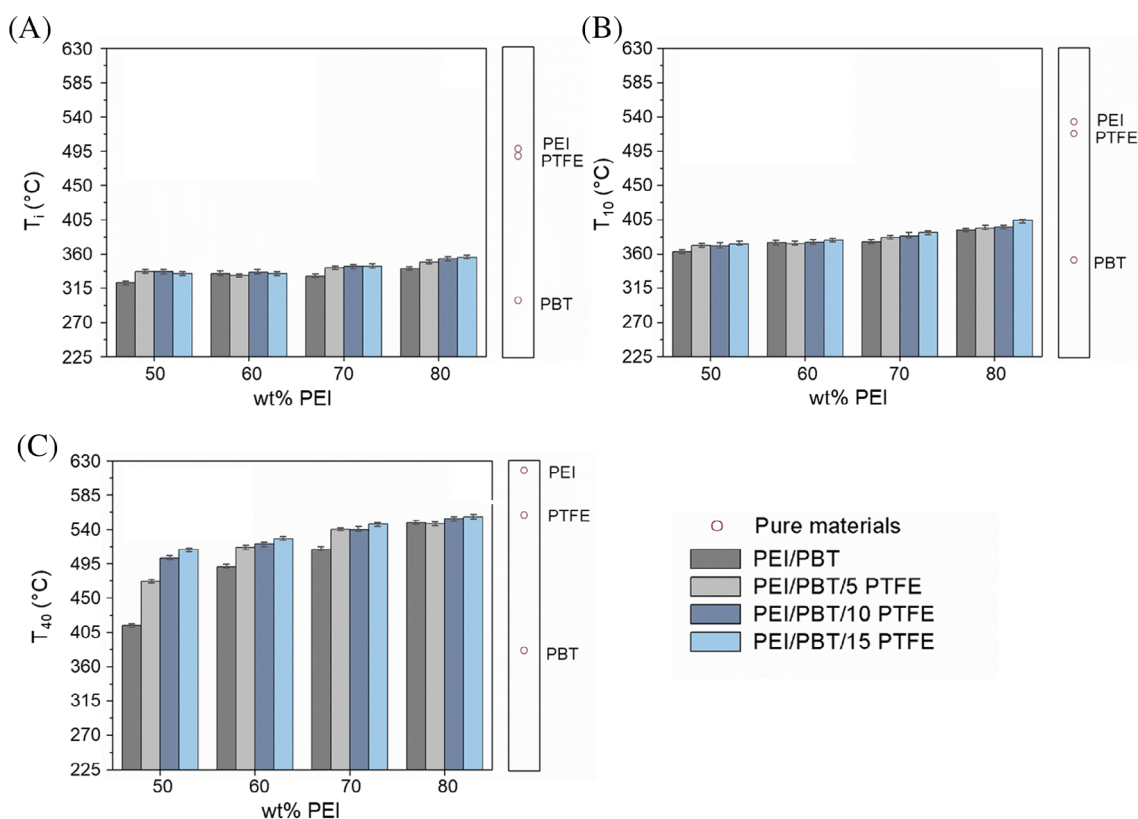 (A)
630
585
540
495
450
405
360
315
270
225
Ti (°C)
50 60 70 80
wt% PEI
PEI
PTFE
PBT
(B)
630
585
540
495
450
405
360
315
270
225
T10 (°C)
50 60 70 80
wt% PEI
PEI
PTFE
PBT
(C)
630
585
540
495
450
405
360
315
270
225
T40 (°C)
50 60 70 80
wt% PEI
PEI
PTFE
PBT
Pure materials
PEI/PBT
PEI/PBT/5 PTFE
PEI/PBT/10 PTFE
PEI/PBT/15 PTFE